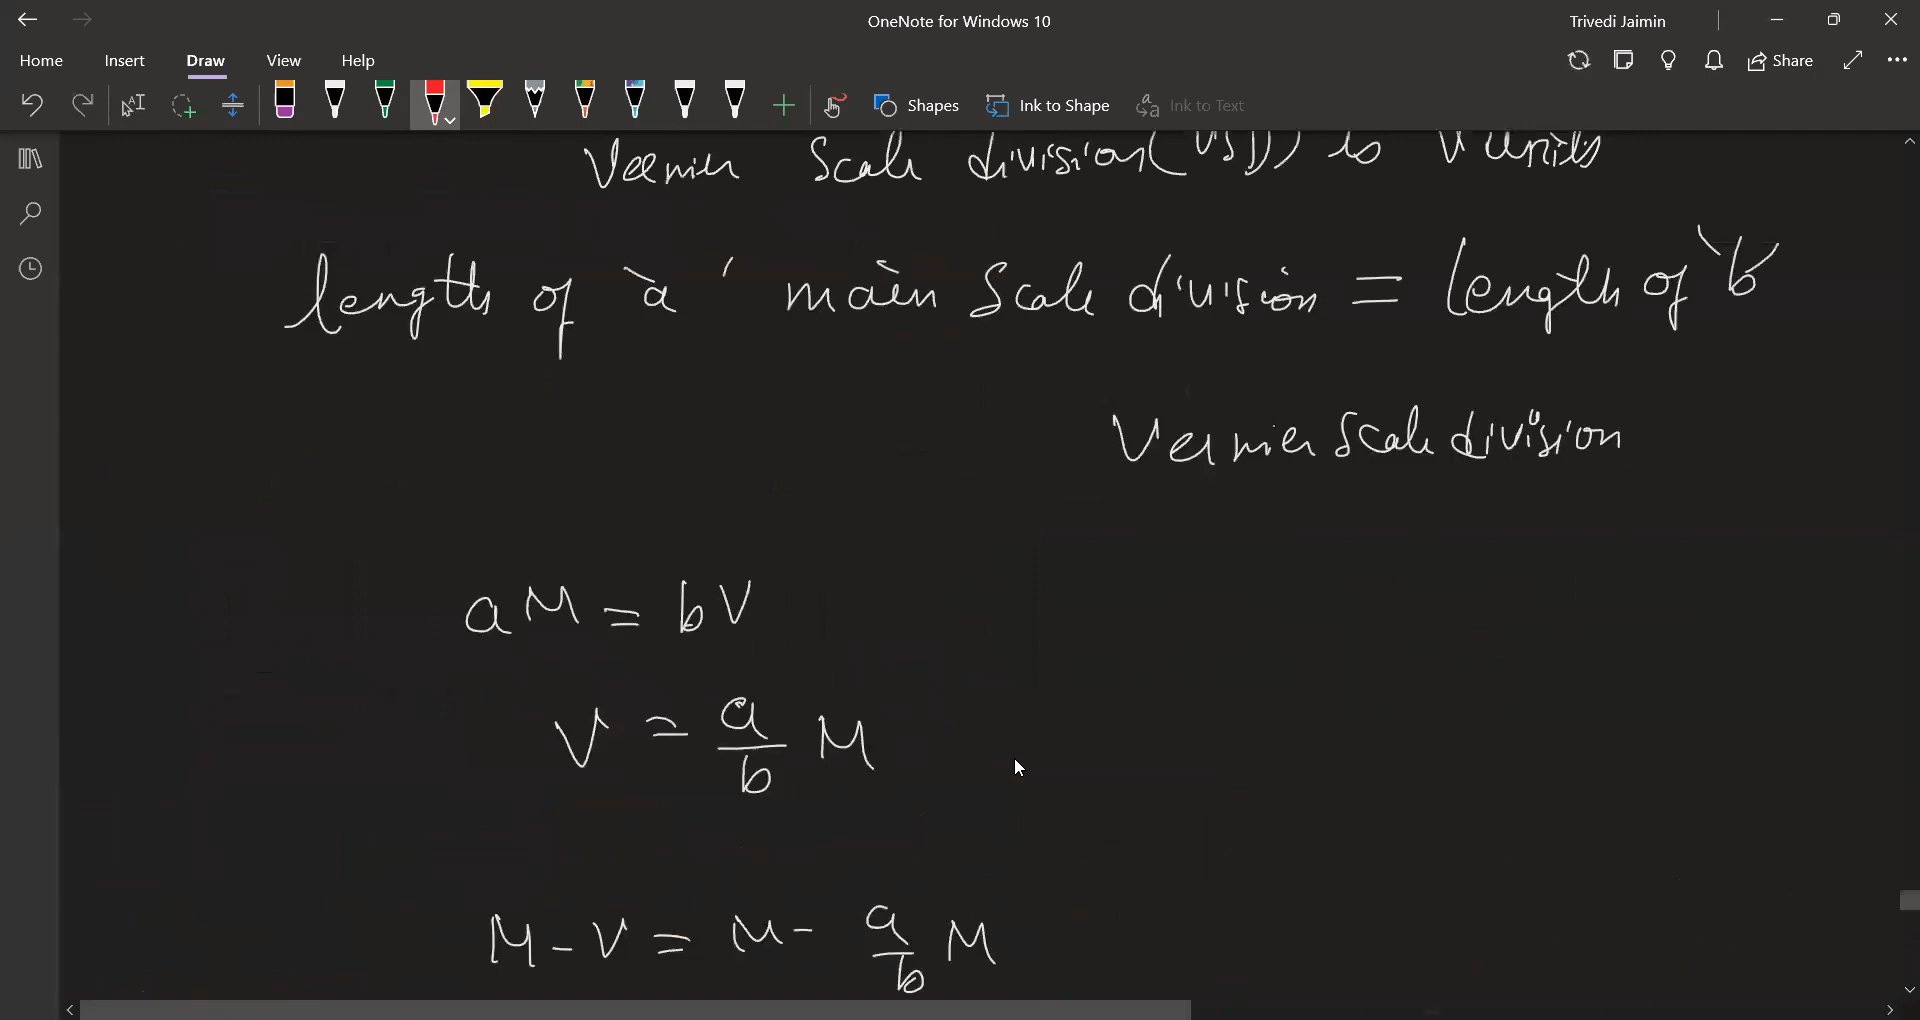 OneNote for Windows 10
Trivedi Jaimin
Home Insert Draw View Help
Share
Shapes Ink to Shape Ink to Text
Vernier Scale division (VSD) is V units
length of 'a' main Scale division = length of 'b'
Vernier Scale division
aM = bV
V = a/b M
M - V = M - a/b M